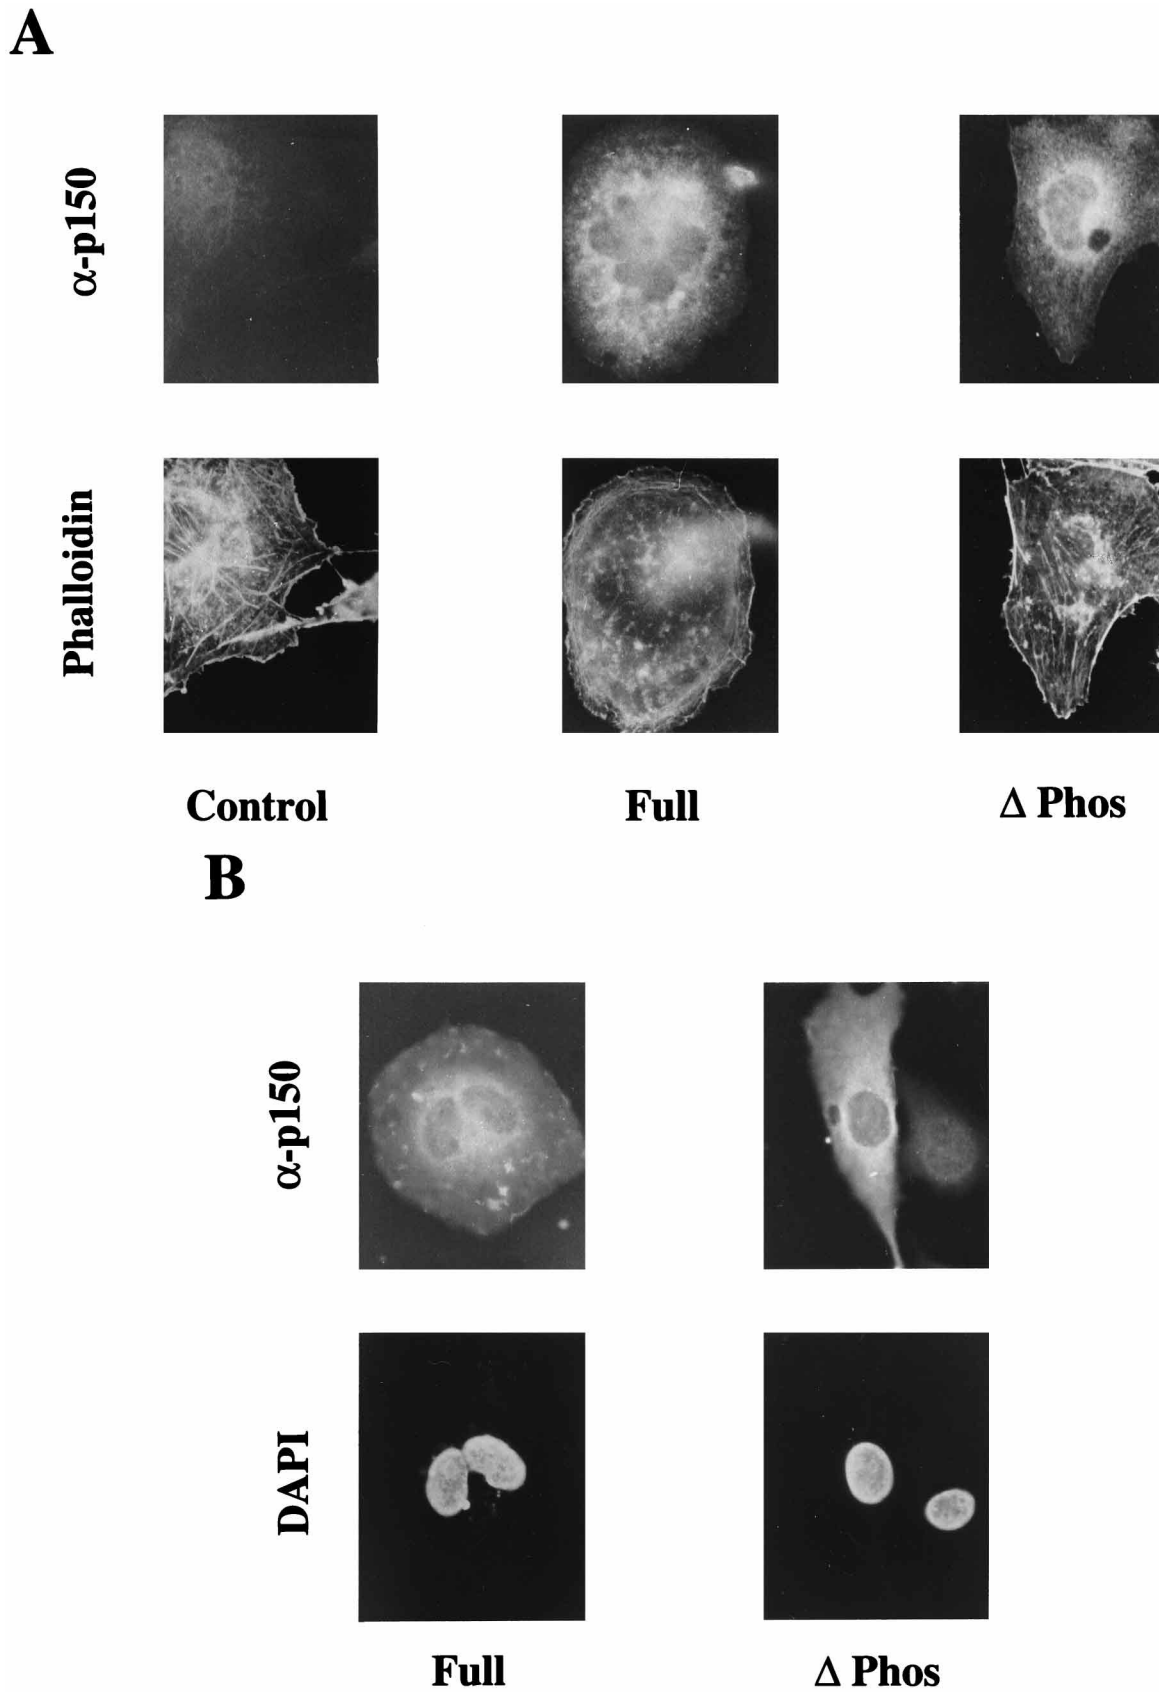 A
α-p150
Phalloidin
Control Full Δ Phos
B
α-p150
DAPI
Full Δ Phos